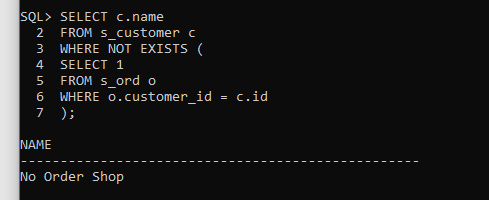 SQL> SELECT c.name
2 FROM s_customer c
3 WHERE NOT EXISTS (
4 SELECT 1
5 FROM s_ord o
6 WHERE o.customer_id = c.id
7 );
NAME
--------------------------------------------------
No Order Shop